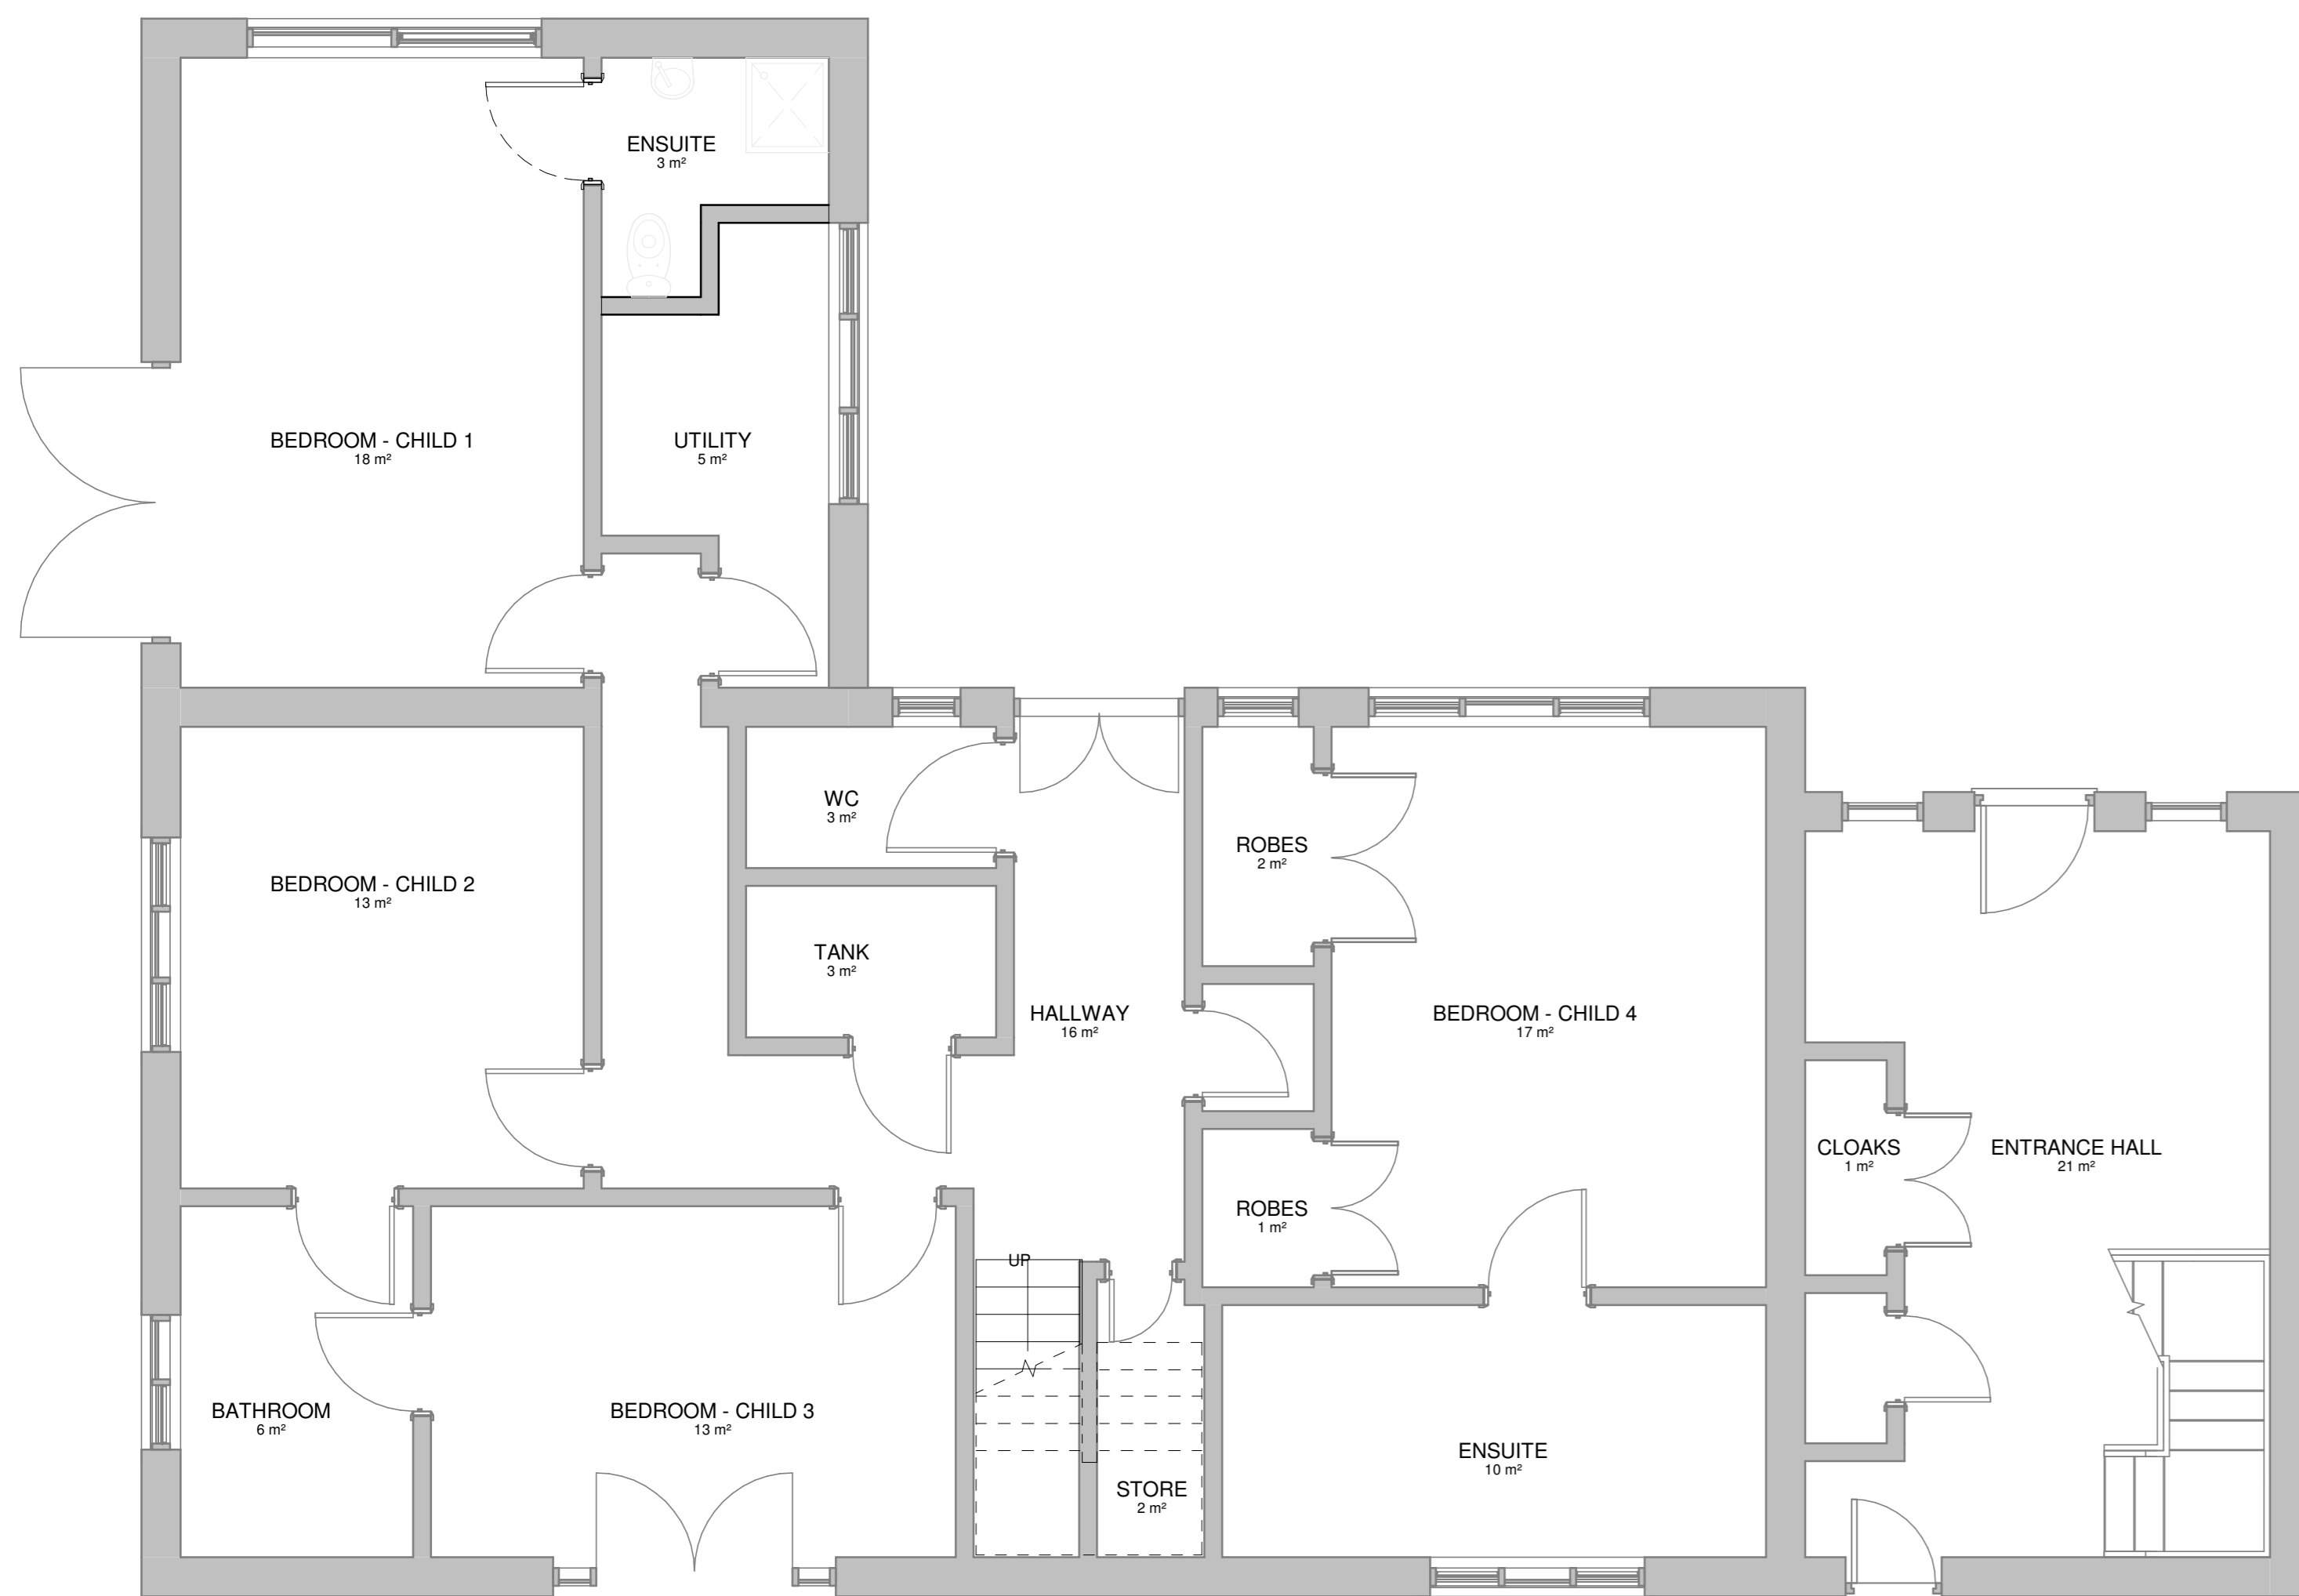 ENSUITE
3 m²
BEDROOM - CHILD 1
18 m²
UTILITY
5 m²
WC
3 m²
ROBES
2 m²
BEDROOM - CHILD 2
13 m²
TANK
3 m²
HALLWAY
16 m²
BEDROOM - CHILD 4
17 m²
CLOAKS
1 m²
ENTRANCE HALL
21 m²
ROBES
1 m²
UP
BATHROOM
6 m²
BEDROOM - CHILD 3
13 m²
ENSUITE
10 m²
STORE
2 m²